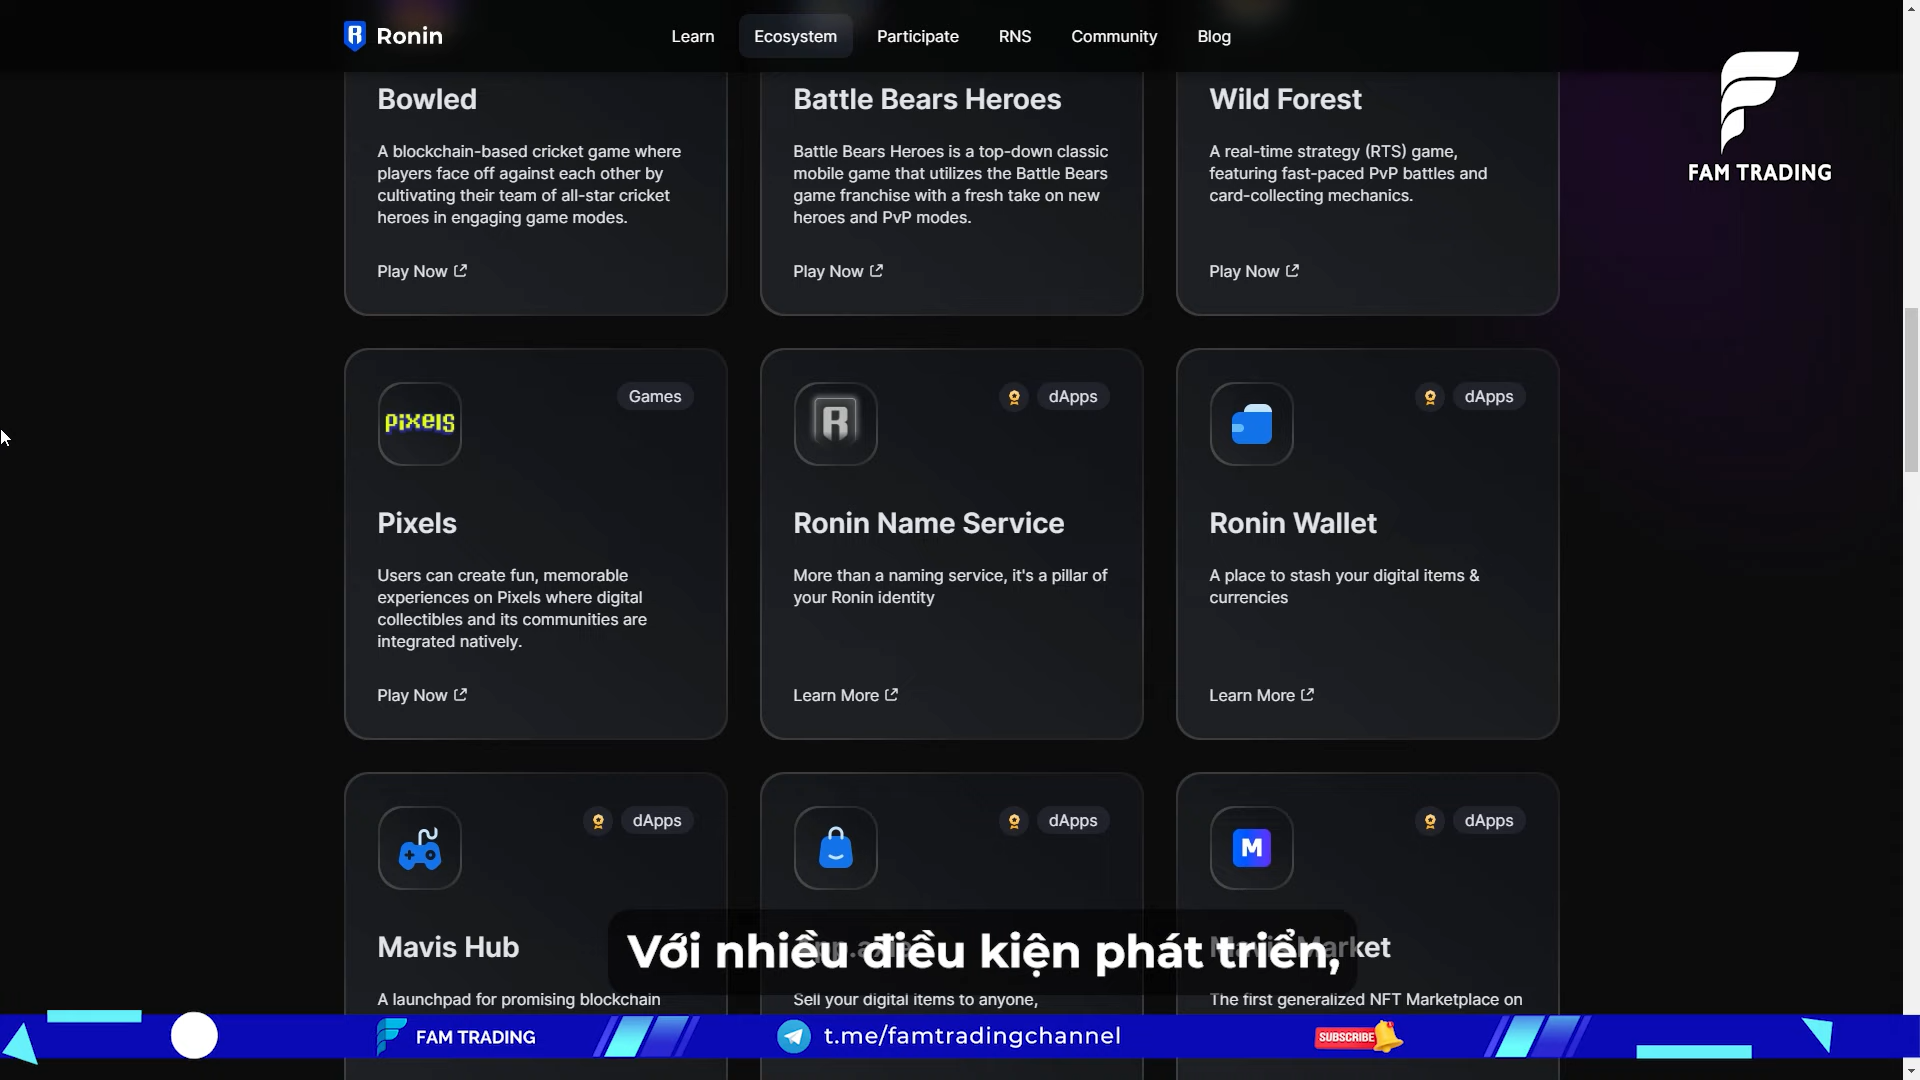 Ronin
Learn
Ecosystem
Participate
RNS
Community
Blog
FAM TRADING
Bowled
A blockchain-based cricket game where
players face off against each other by
cultivating their team of all-star cricket
heroes in engaging game modes.
Play Now
Battle Bears Heroes
Battle Bears Heroes is a top-down classic
mobile game that utilizes the Battle Bears
game franchise with a fresh take on new
heroes and PvP modes.
Play Now
Wild Forest
A real-time strategy (RTS) game,
featuring fast-paced PvP battles and
card-collecting mechanics.
Play Now
pixels
Games
Pixels
Users can create fun, memorable
experiences on Pixels where digital
collectibles and its communities are
integrated natively.
Play Now
R
dApps
Ronin Name Service
More than a naming service, it's a pillar of
your Ronin identity
Learn More
dApps
Ronin Wallet
A place to stash your digital items &
currencies
Learn More
dApps
Mavis Hub
A launchpad for promising blockchain
dApps
Sell your digital items to anyone,
M
dApps
Mavis Market
The first generalized NFT Marketplace on
Với nhiều điều kiện phát triển,
FAM TRADING
t.me/famtradingchannel
SUBSCRIBE